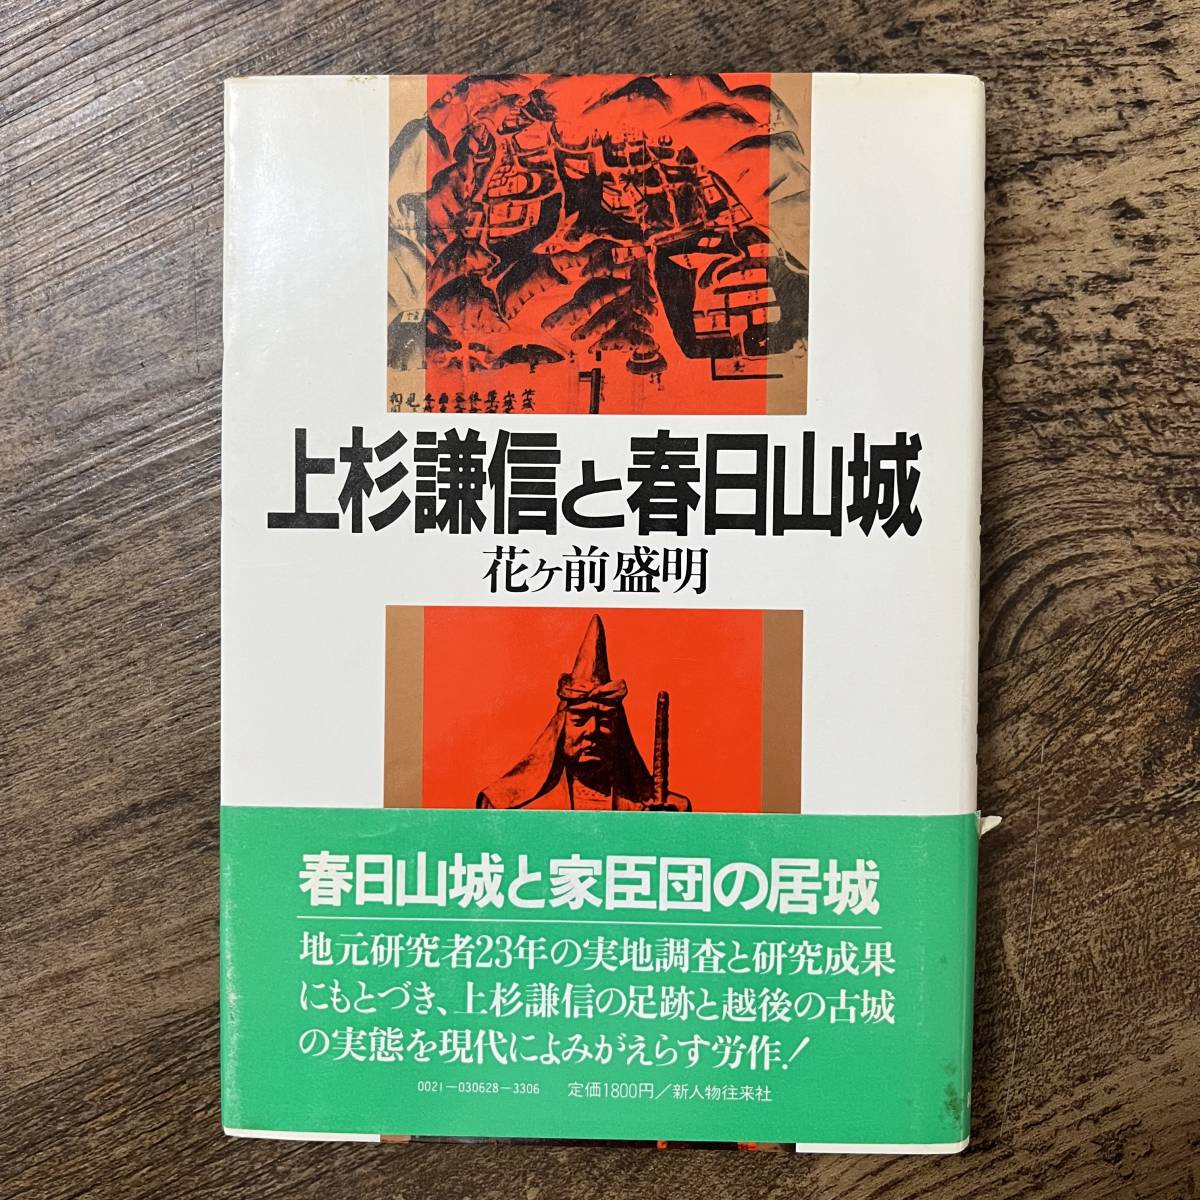 上杉謙信と春日山城
花ヶ前盛明
春日山城と家臣団の居城
地元研究者23年の実地調査と研究成果
にもとづき、上杉謙信の足跡と越後の古城
の実態を現代によみがえらす労作!
0021-030628-3306 定価1800円/新人物往来社